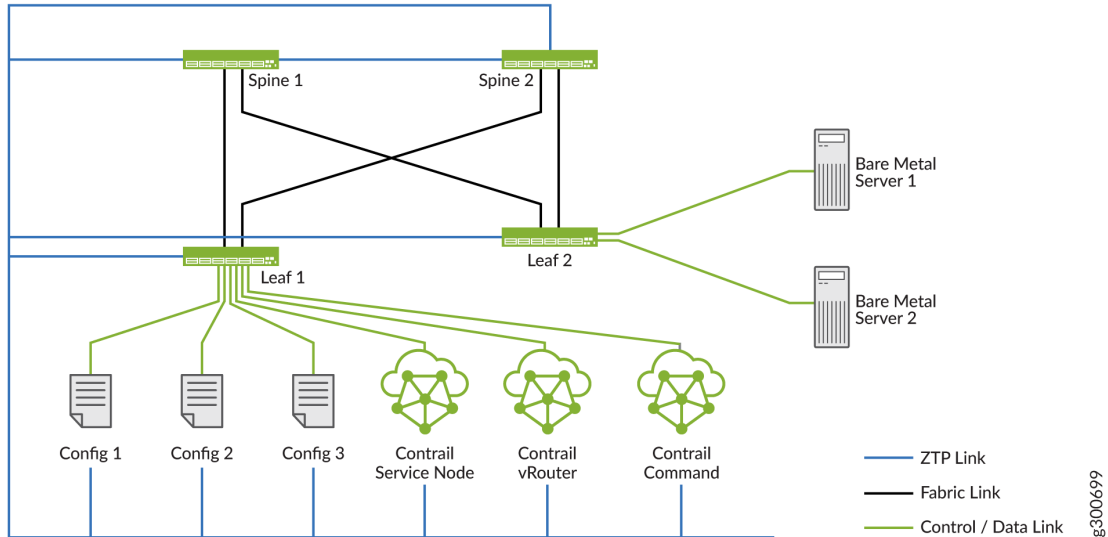 Spine 1
Spine 2
Bare Metal
Server 1
Leaf 2
Leaf 1
Bare Metal
Server 2
Config 1
Config 2
Config 3
Contrail
Service Node
Contrail
vRouter
Contrail
Command
ZTP Link
Fabric Link
Control / Data Link
g300699